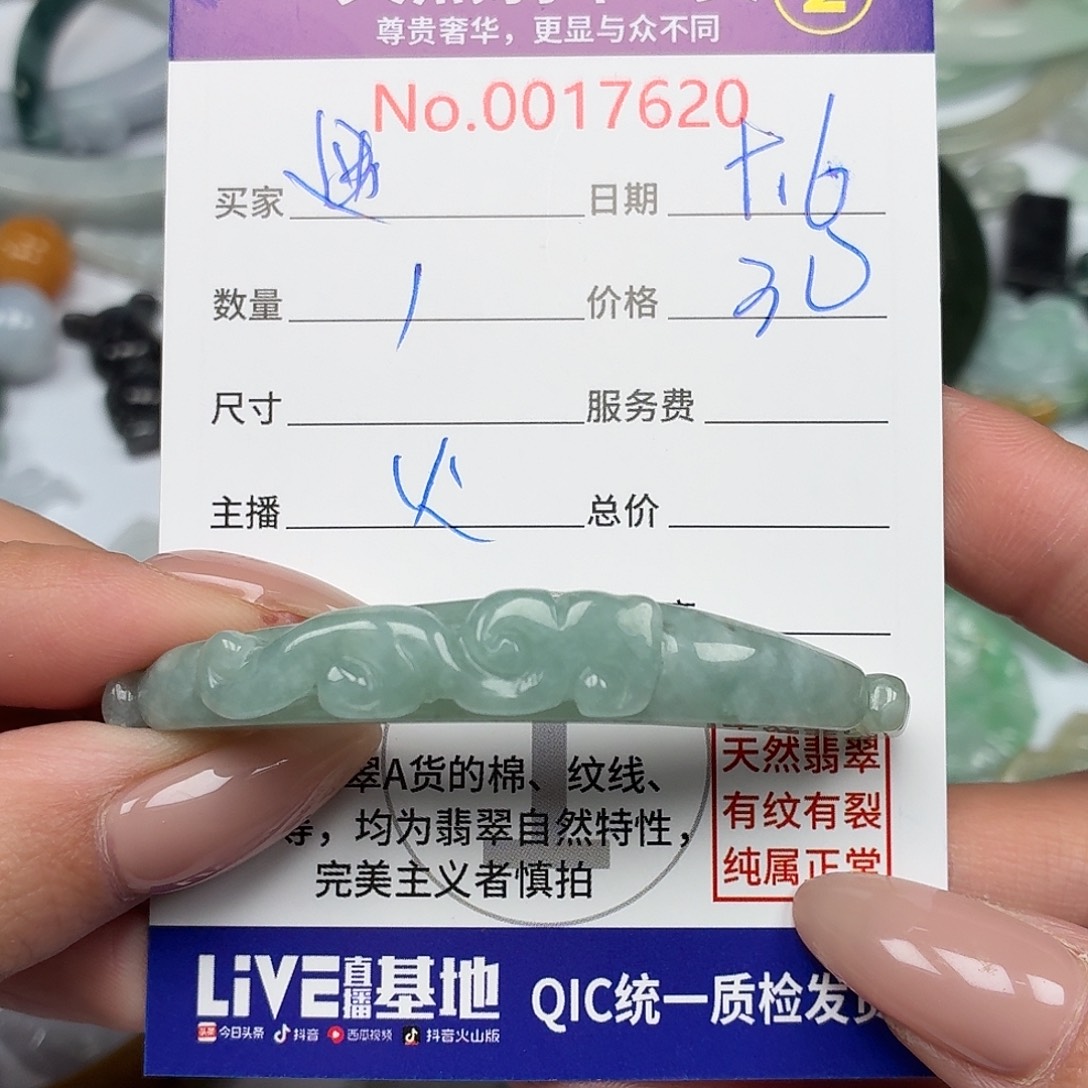 尊贵奢华，更显与众不同
No.0017620
买家 日期
数量 1 价格
尺寸 服务费
主播 火 总价
天然翡翠
翠A货的棉、纹线、
有纹有裂
等，均为翡翠自然特性，
纯属正常
完美主义者慎拍
LiVE直播基地 QIC统一质检发货
今日头条 抖音 西瓜视频 抖音火山版